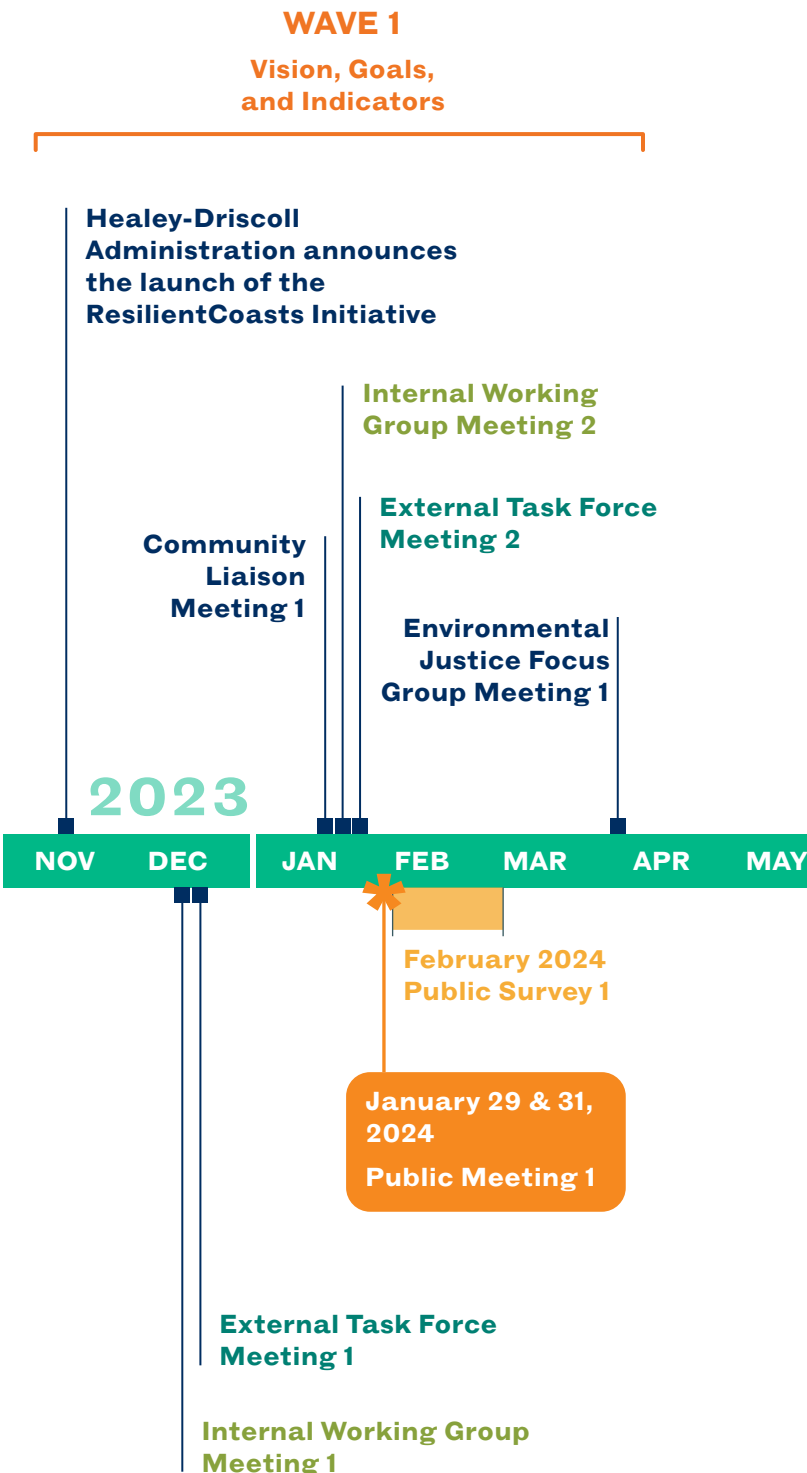 WAVE 1
Vision, Goals,
and Indicators
Healey-Driscoll
Administration announces
the launch of the
ResilientCoasts Initiative
Internal Working
Group Meeting 2
External Task Force
Meeting 2
Community
Liaison
Meeting 1
Environmental
Justice Focus
Group Meeting 1
2023
NOV DEC JAN FEB MAR APR MAY
February 2024
Public Survey 1
January 29 & 31,
2024
Public Meeting 1
External Task Force
Meeting 1
Internal Working Group
Meeting 1